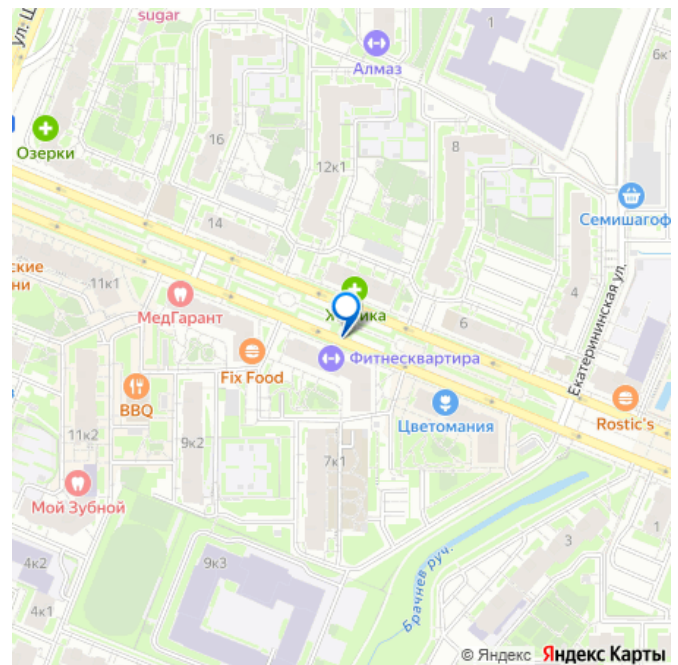 sugar
ул. Ш
Алмаз
1
6к
Озерки
16
12к1
8
Семишагоф
14
ские
ни
11к1
МедГарант
Х ика
6
4
Екатерининская ул.
Фитнесквартира
Fix Food
BBQ
Цветомания
Rostic's
11к2
9к2
7к1
Мой Зубной
4к2
9к3
4к1
Брачнев руч.
3
1
© Яндекс Яндекс Карты